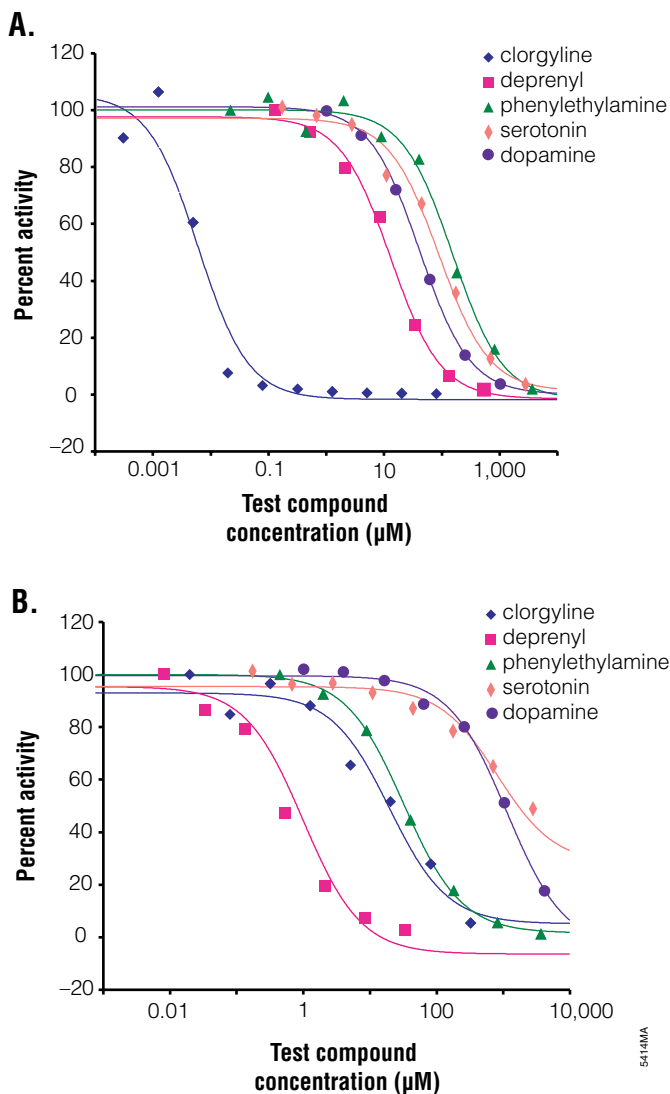 A.
120
100
80
60
40
20
0
–20
Percent activity
clorgyline
deprenyl
phenylethylamine
serotonin
dopamine
0.001
0.1
10
1,000
Test compound
concentration (µM)
B.
120
100
80
60
40
20
0
–20
Percent activity
clorgyline
deprenyl
phenylethylamine
serotonin
dopamine
0.01
1
100
10,000
Test compound
concentration (µM)
5414MA